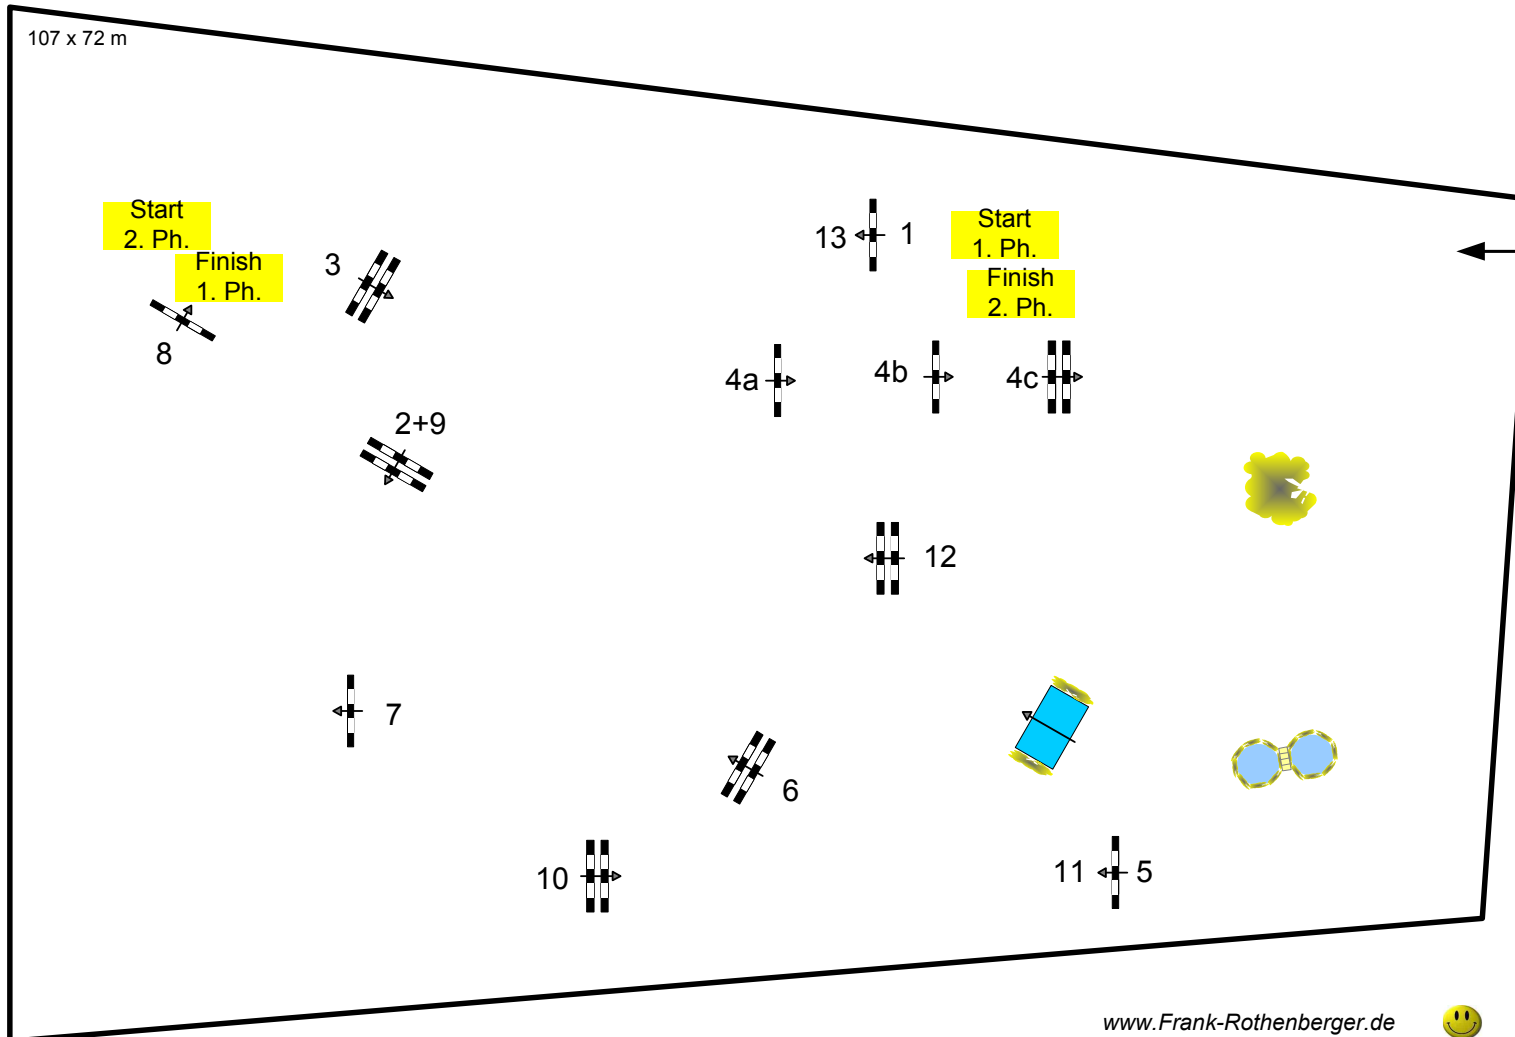 107 x 72 m
Start
2. Ph.
Finish
1. Ph.
3
13
1
Start
1. Ph.
Finish
2. Ph.
8
4a
4b
4c
2+9
12
7
6
10
11
5
www.Frank-Rothenberger.de